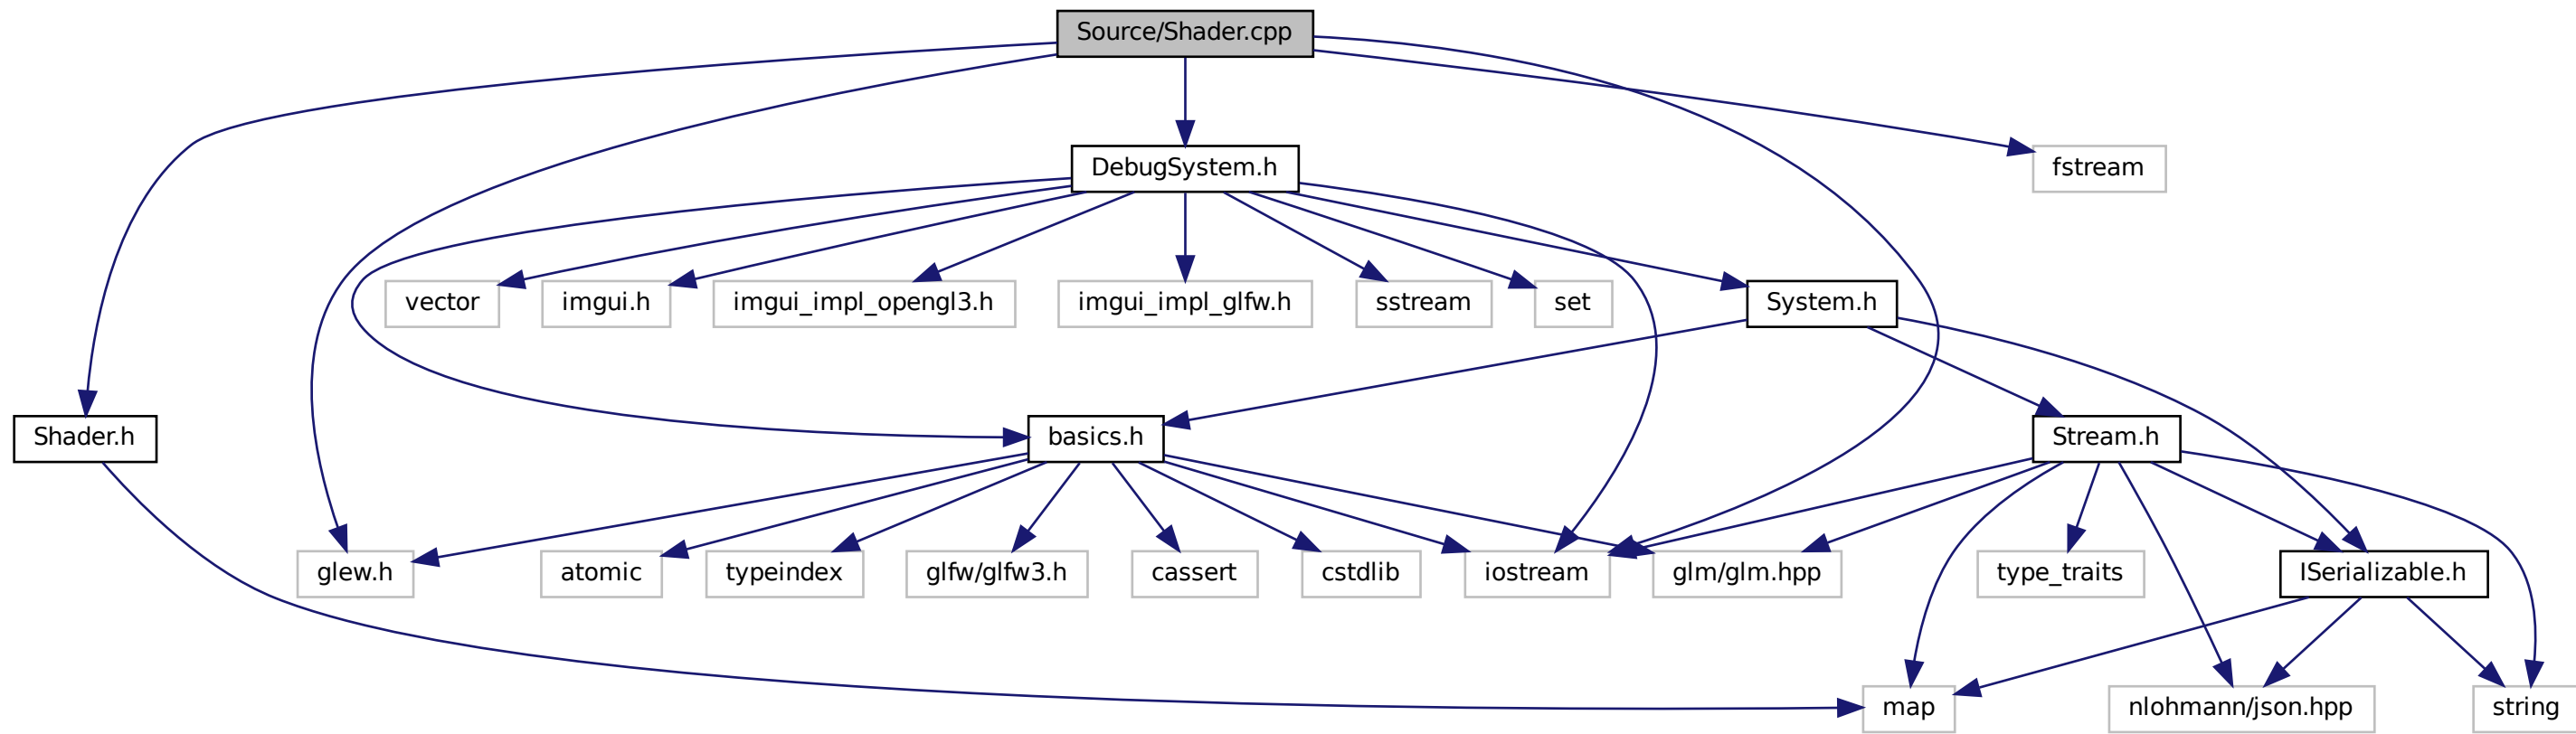 Source/Shader.cpp
DebugSystem.h
fstream
vector
imgui.h
imgui_impl_opengl3.h
imgui_impl_glfw.h
sstream
set
System.h
Shader.h
basics.h
Stream.h
glew.h
atomic
typeindex
glfw/glfw3.h
cassert
cstdlib
iostream
glm/glm.hpp
type_traits
ISerializable.h
map
nlohmann/json.hpp
string